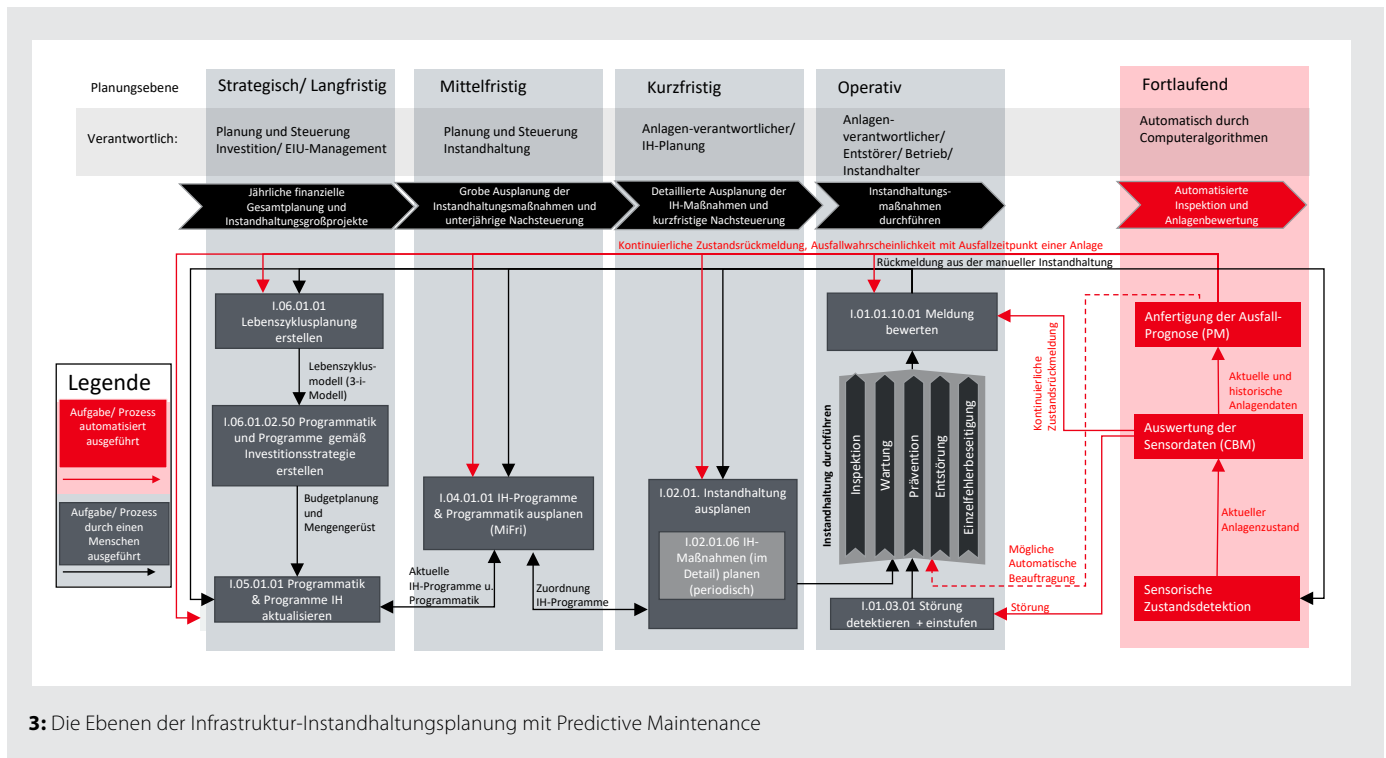 Planungsebene
Strategisch/ Langfristig
Mittelfristig
Kurzfristig
Operativ
Fortlaufend
Verantwortlich:
Planung und Steuerung
Investition/ EIU-Management
Planung und Steuerung
Instandhaltung
Anlagen-verantwortlicher/
IH-Planung
Anlagen-
verantwortlicher/
Entstörer/ Betrieb/
Instandhalter
Automatisch durch
Computeralgorithmen
Jährliche finanzielle
Gesamtplanung und
Instandhaltungsgroßprojekte
Grobe Ausplanung der
Instandhaltungsmaßnahmen und
unterjährige Nachsteuerung
Detaillierte Ausplanung der
IH-Maßnahmen und
kurzfristige Nachsteuerung
Instandhaltungs-
maßnahmen
durchführen
Automatisierte
Inspektion und
Anlagenbewertung
Kontinuierliche Zustandsrückmeldung, Ausfallwahrscheinlichkeit mit Ausfallzeitpunkt einer Anlage
Rückmeldung aus der manueller Instandhaltung
I.06.01.01
Lebenszyklusplanung
erstellen
Lebenszyklus-
modell (3-i-
Modell)
I.06.01.02.50 Programmatik
und Programme gemäß
Investitionsstrategie
erstellen
Budgetplanung
und
Mengengerüst
I.05.01.01 Programmatik
& Programme IH
aktualisieren
Aktuelle
IH-Programme u.
Programmatik
I.04.01.01 IH-Programme
& Programmatik ausplanen
(MiFri)
Zuordnung
IH-Programme
I.02.01. Instandhaltung
ausplanen
I.02.01.06 IH-
Maßnahmen (im
Detail) planen
(periodisch)
I.01.01.10.01 Meldung
bewerten
Instandhaltung durchführen
Inspektion
Wartung
Prävention
Entstörung
Einzelfehlerbeseitigung
I.01.03.01 Störung
detektieren + einstufen
Kontinuierliche
Zustandsrückmeldung
Mögliche
Automatische
Beauftragung
Störung
Anfertigung der Ausfall-
Prognose (PM)
Aktuelle und
historische
Anlagendaten
Auswertung der
Sensordaten (CBM)
Aktueller
Anlagenzustand
Sensorische
Zustandsdetektion
Legende
Aufgabe/ Prozess
automatisiert
ausgeführt
Aufgabe/ Prozess
durch einen
Menschen
ausgeführt
3: Die Ebenen der Infrastruktur-Instandhaltungsplanung mit Predictive Maintenance